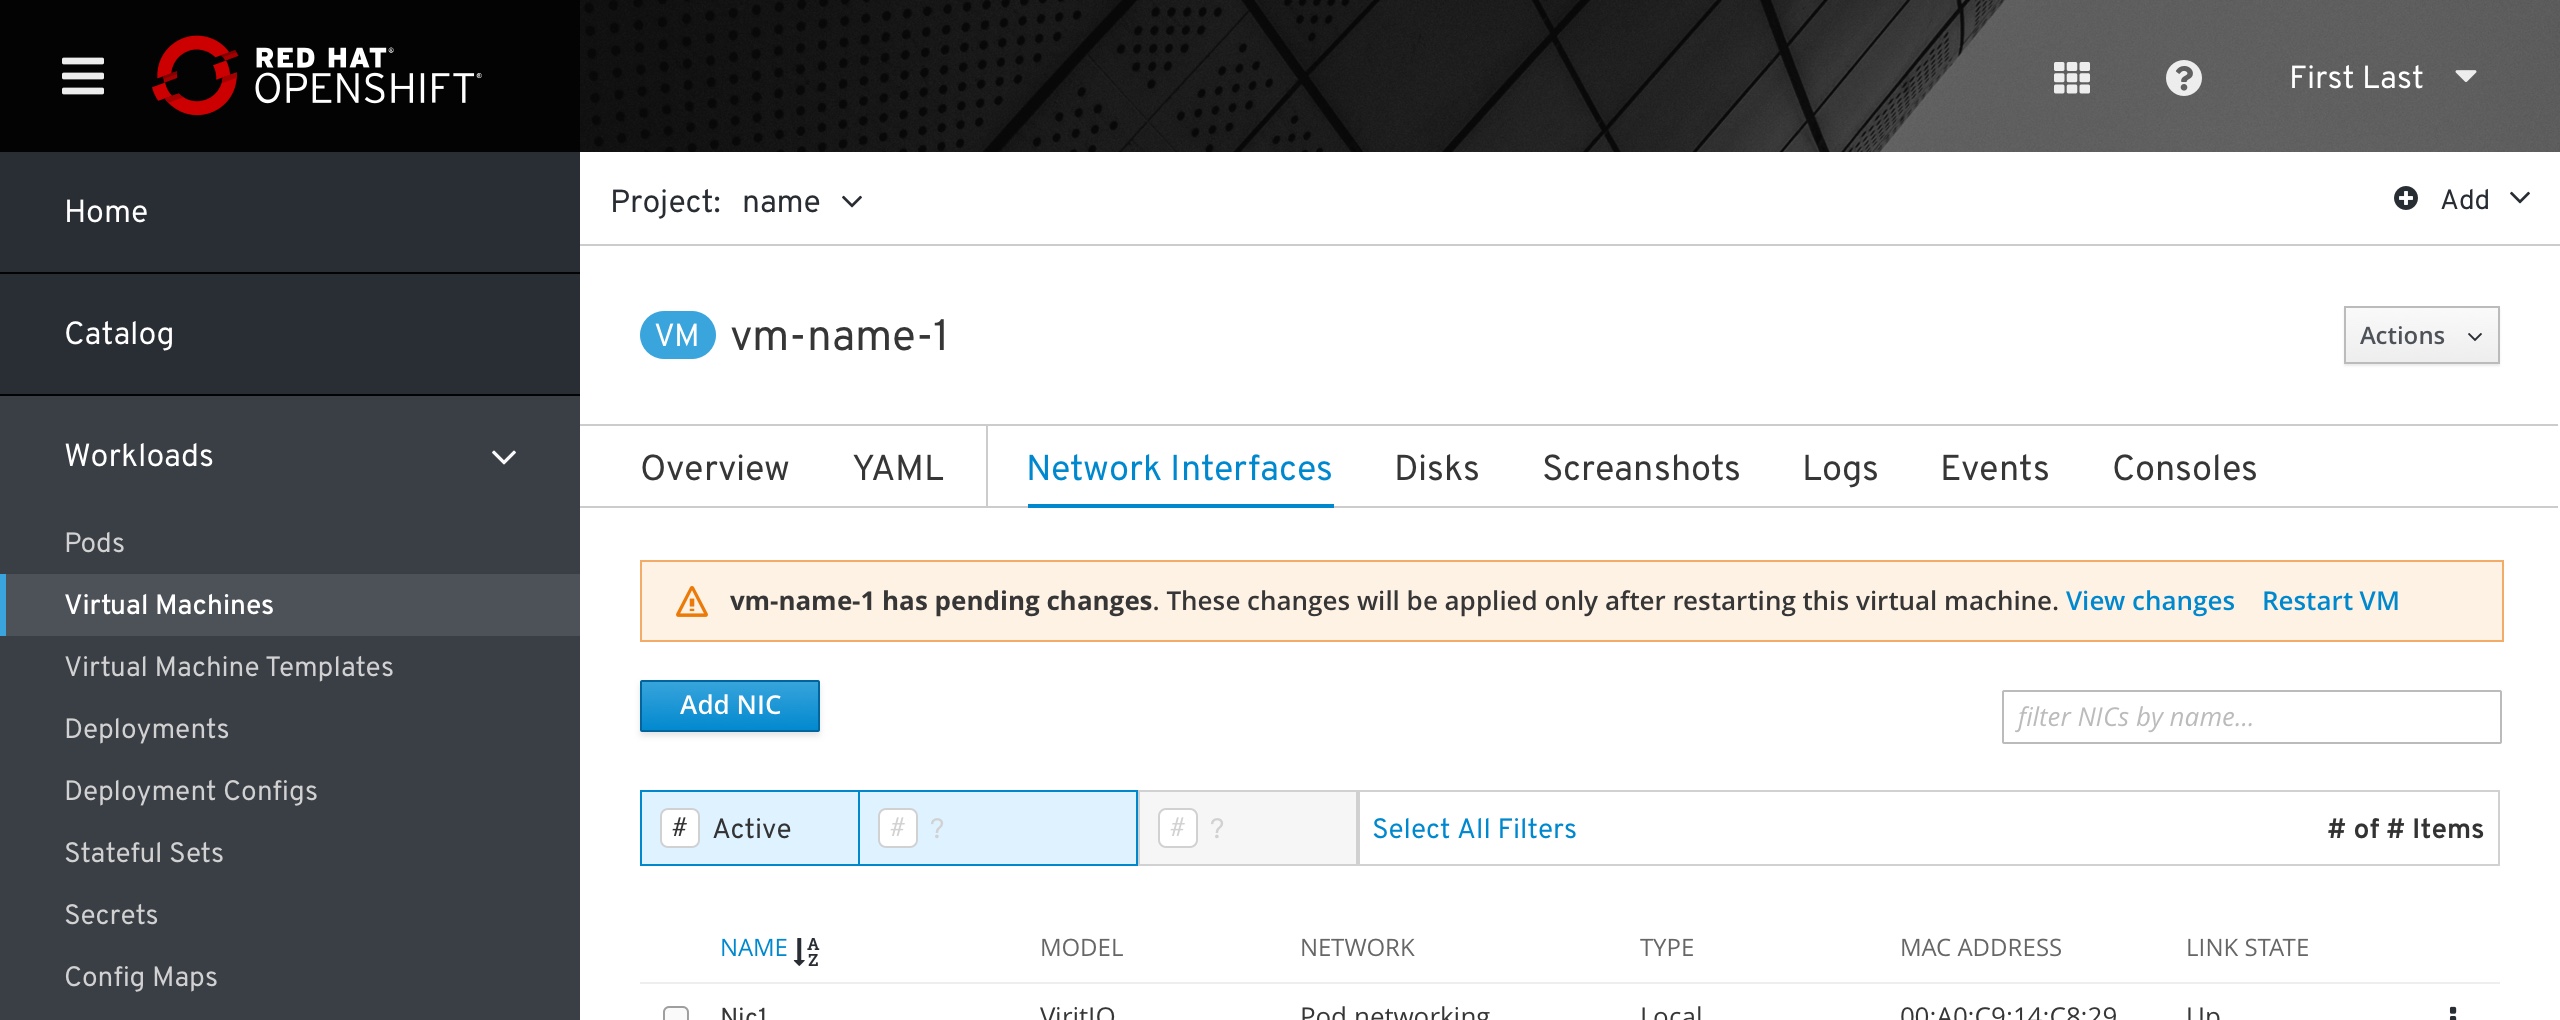 RED HAT®
OPENSHIFT®
First Last
Home
Catalog
Workloads
Pods
Virtual Machines
Virtual Machine Templates
Deployments
Deployment Configs
Stateful Sets
Secrets
Config Maps
Project: name
Add
VM vm-name-1
Actions
Overview YAML Network Interfaces Disks Screanshots Logs Events Consoles
vm-name-1 has pending changes. These changes will be applied only after restarting this virtual machine. View changes Restart VM
Add NIC
filter NICs by name...
# Active # ? # ? Select All Filters # of # Items
NAME MODEL NETWORK TYPE MAC ADDRESS LINK STATE
Nic1 ViritIO Pod networking Local 00:A0:C9:14:C8:29 Up